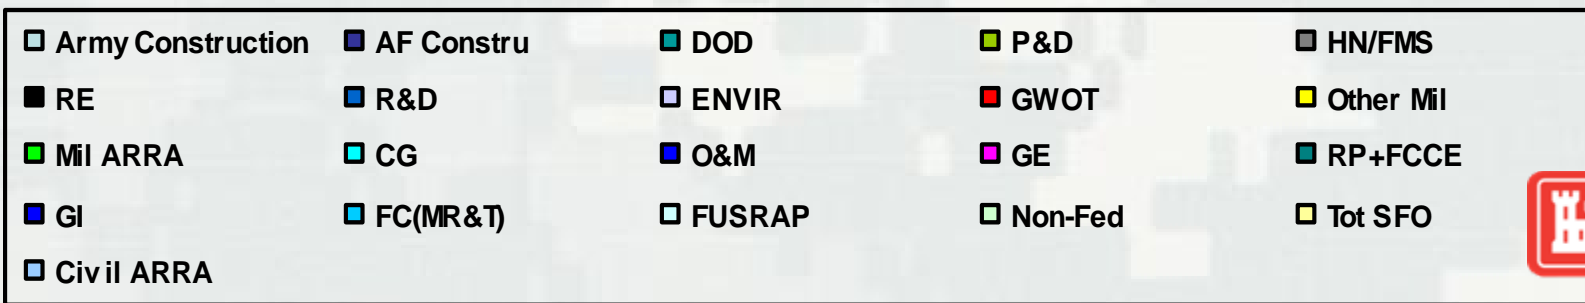 Army Construction AF Constru DOD P&D HN/FMS
RE R&D ENVIR GWOT Other Mil
Mil ARRA CG O&M GE RP+FCCE
GI FC(MR&T) FUSRAP Non-Fed Tot SFO
Civil ARRA